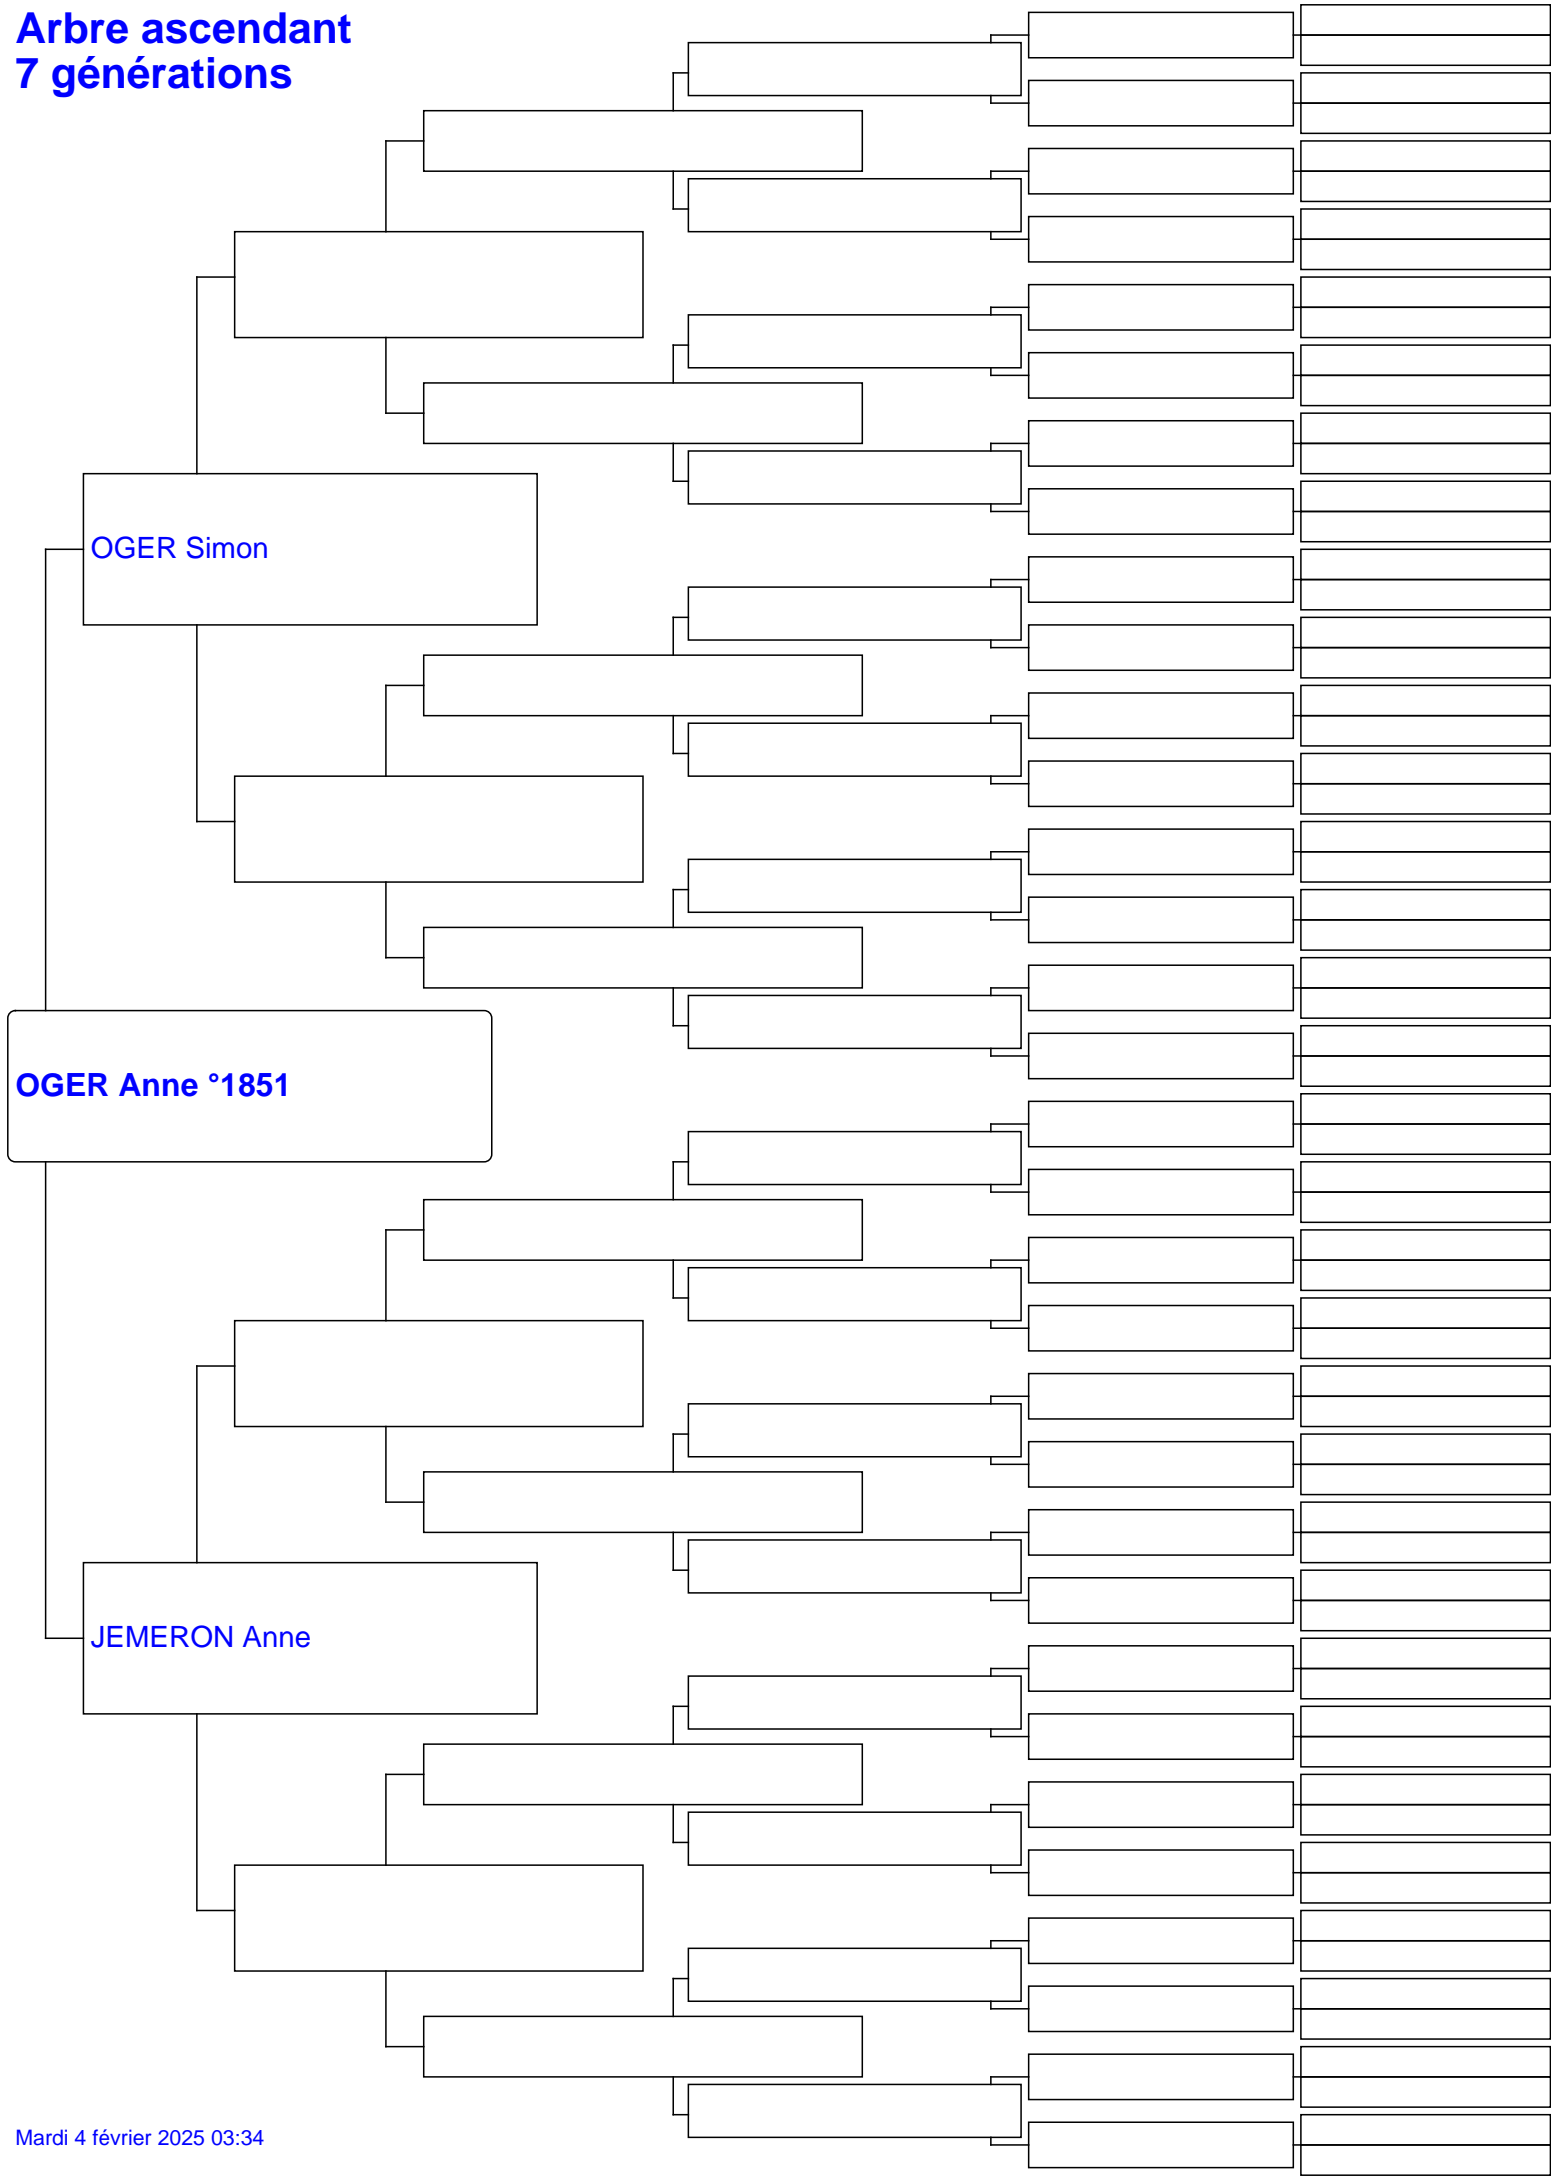 Arbre ascendant
7 générations
OGER Simon
OGER Anne °1851
JEMERON Anne
Mardi 4 février 2025 03:34